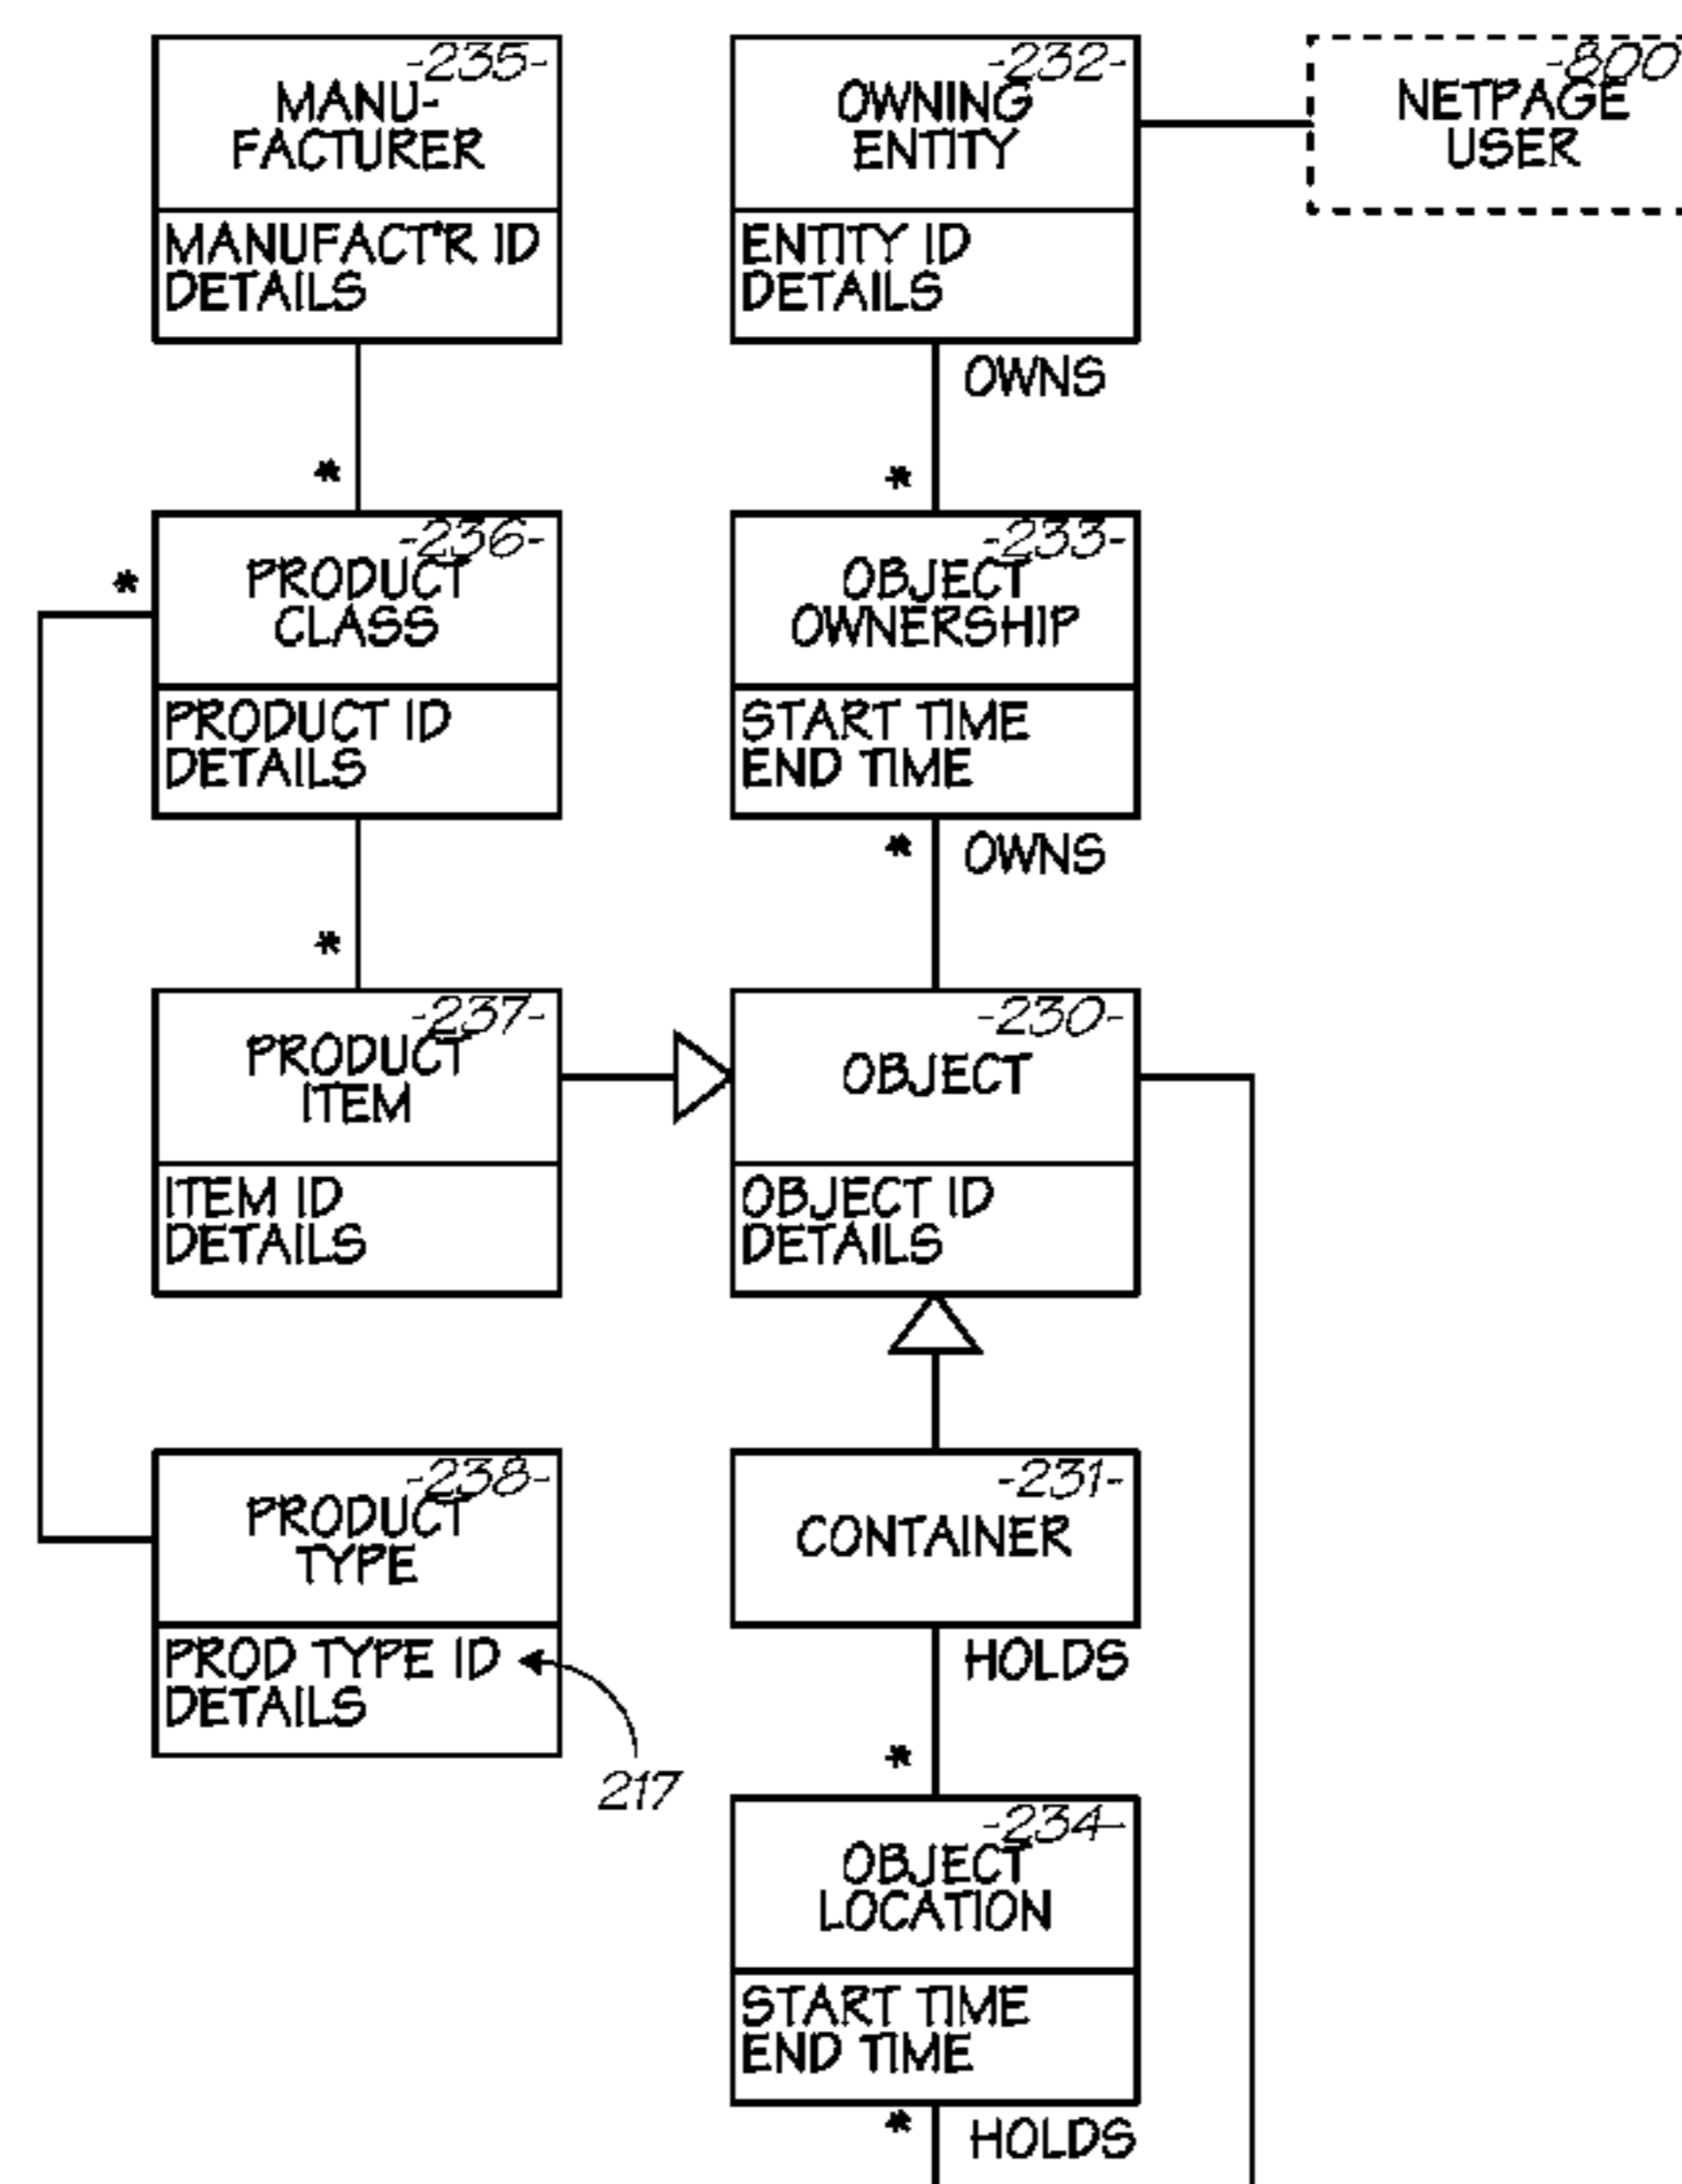 -235-
MANU-
FACTURER
MANUFACT'R ID
DETAILS
-232-
OWNING
ENTITY
ENTITY ID
DETAILS
-800
NETPAGE
USER
OWNS
*
*
-236-
PRODUCT
CLASS
PRODUCT ID
DETAILS
*
-233-
OBJECT
OWNERSHIP
START TIME
END TIME
* OWNS
*
-237-
PRODUCT
ITEM
ITEM ID
DETAILS
-230-
OBJECT
OBJECT ID
DETAILS
-238-
PRODUCT
TYPE
PROD TYPE ID
DETAILS
217
-231-
CONTAINER
HOLDS
*
-234-
OBJECT
LOCATION
START TIME
END TIME
* HOLDS